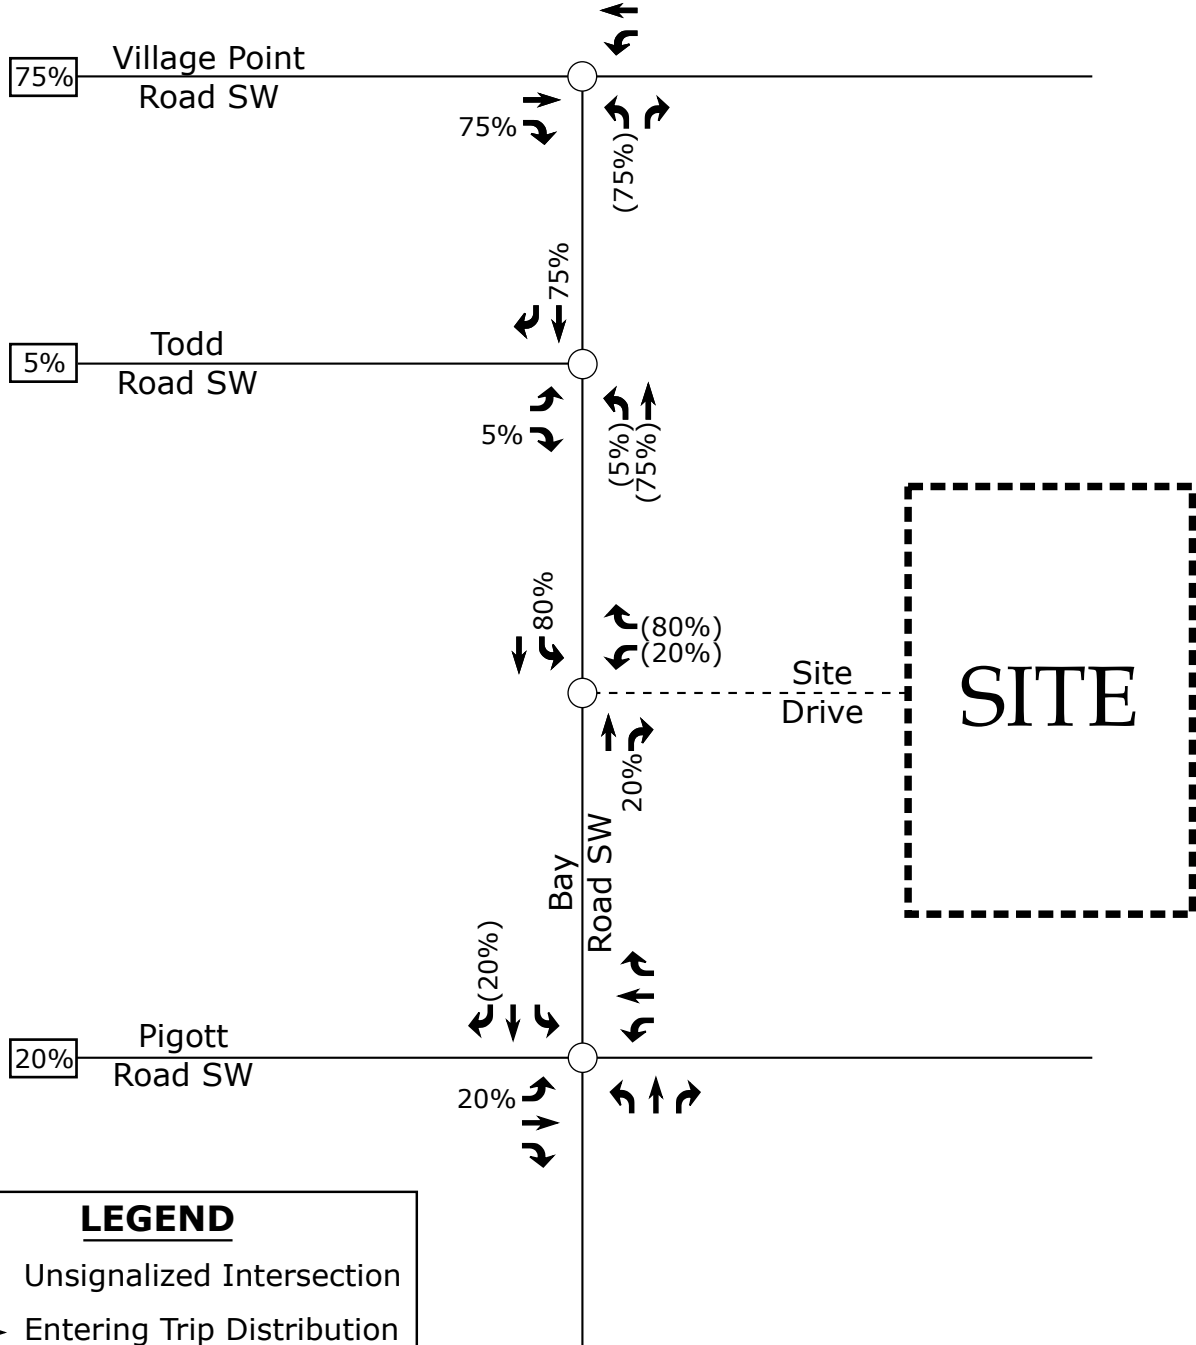 Village Point
75%
Road SW
75%
(75%)
75%
Todd
5%
Road SW
5%
(5%)
(75%)
80%
(80%)
(20%)
Site
Drive
SITE
20%
Bay
Road SW
(20%)
Pigott
20%
Road SW
20%
LEGEND
Unsignalized Intersection
Entering Trip Distribution